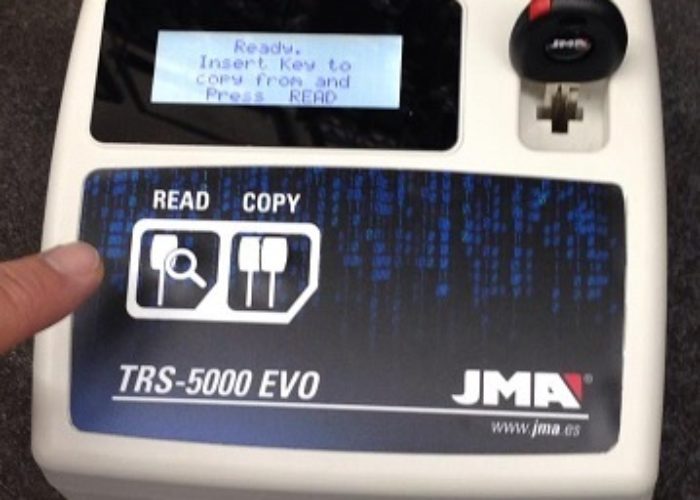 Ready.
Insert Key to
copy from and
Press READ
JMA
READ COPY
TRS-5000 EVO
JMA®
www.jma.es